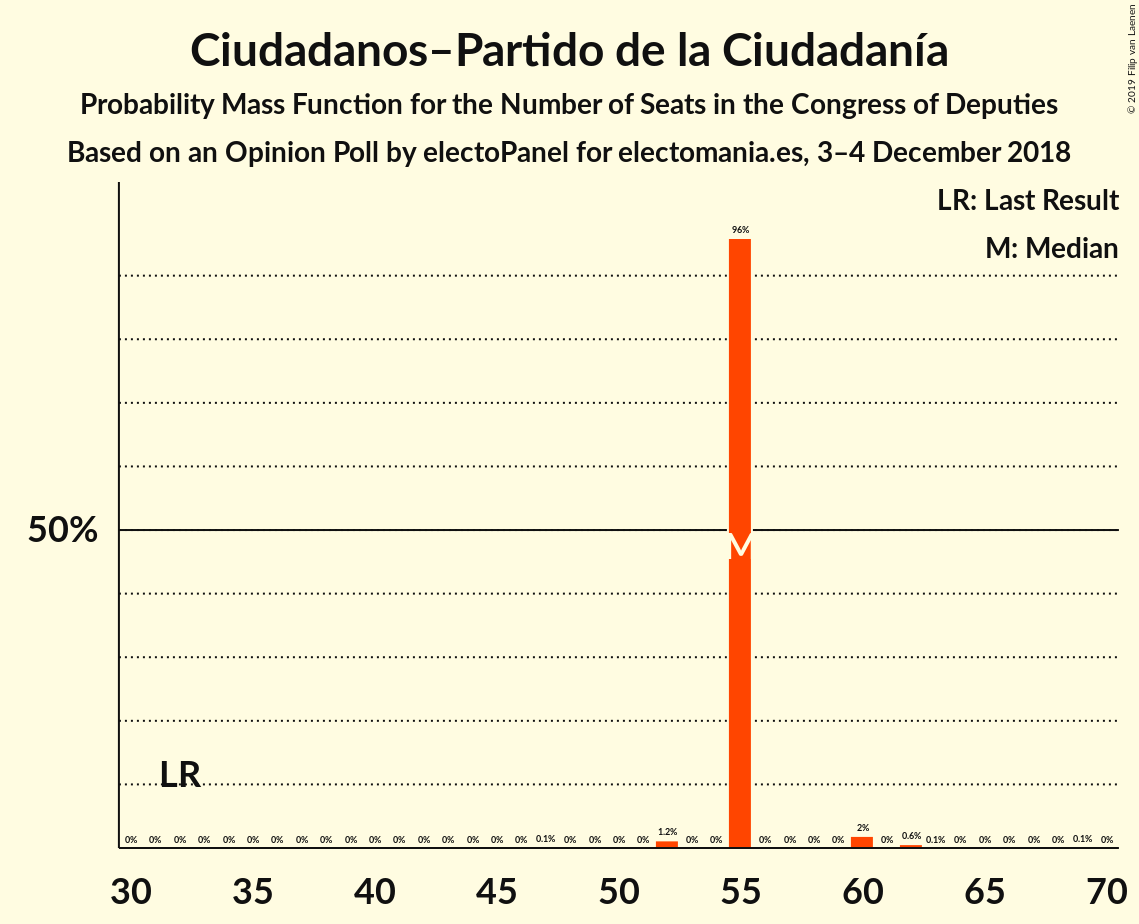 Ciudadanos–Partido de la Ciudadanía
Probability Mass Function for the Number of Seats in the Congress of Deputies
Based on an Opinion Poll by electoPanel for electomania.es, 3–4 December 2018
© 2019 Filip van Laenen
LR: Last Result
M: Median
96%
50%
M
LR
0% 0% 0% 0% 0% 0% 0% 0% 0% 0% 0% 0% 0% 0% 0% 0% 0% 0.1% 0% 0% 0% 0% 1.2% 0% 0% 0% 0% 0% 0% 2% 0% 0.6% 0.1% 0% 0% 0% 0% 0% 0.1% 0%
30 35 40 45 50 55 60 65 70